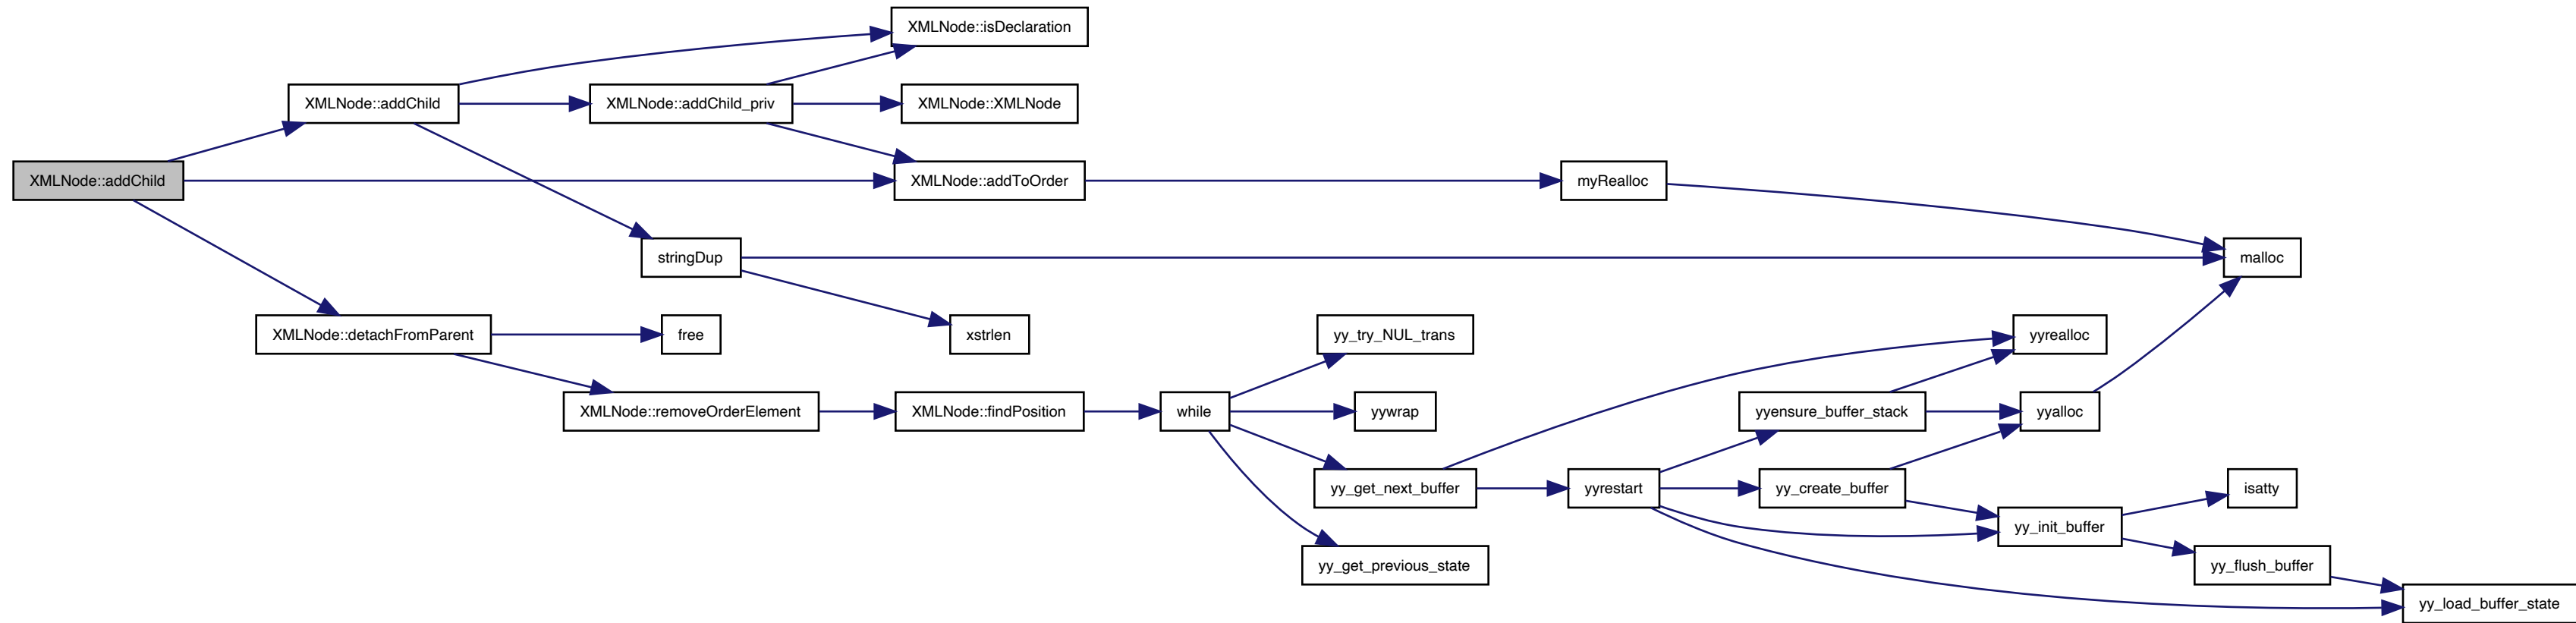 XMLNode::isDeclaration
XMLNode::addChild
XMLNode::addChild_priv
XMLNode::XMLNode
XMLNode::addChild
XMLNode::addToOrder
myRealloc
stringDup
malloc
XMLNode::detachFromParent
free
xstrlen
yy_try_NUL_trans
yyrealloc
XMLNode::removeOrderElement
XMLNode::findPosition
while
yywrap
yyensure_buffer_stack
yyalloc
yy_get_next_buffer
yyrestart
yy_create_buffer
isatty
yy_init_buffer
yy_get_previous_state
yy_flush_buffer
yy_load_buffer_state